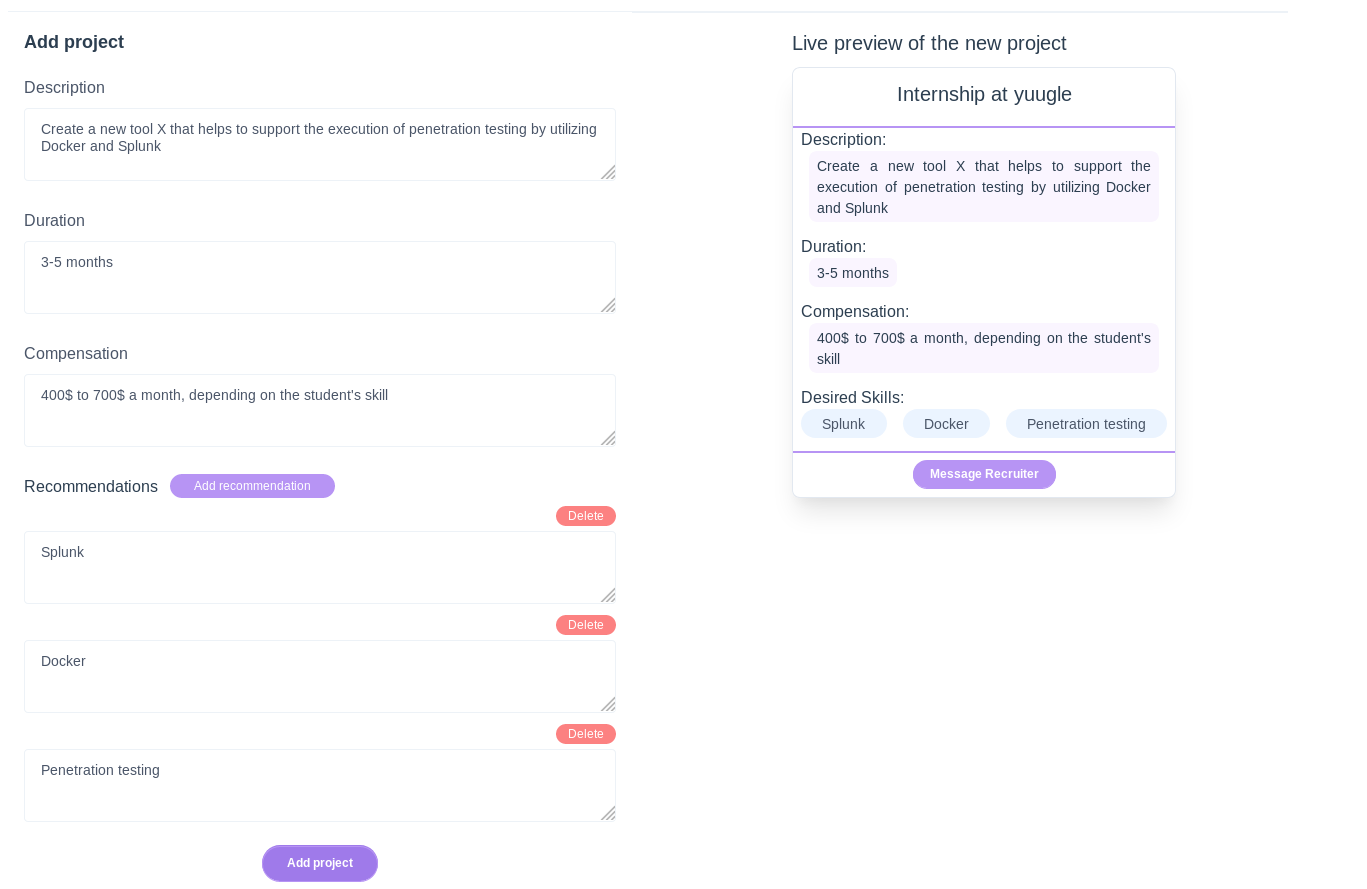 Add project
Description
Create a new tool X that helps to support the execution of penetration testing by utilizing
Docker and Splunk
Duration
3-5 months
Compensation
400$ to 700$ a month, depending on the student's skill
Recommendations
Add recommendation
Delete
Splunk
Delete
Docker
Delete
Penetration testing
Add project
Live preview of the new project
Internship at yuugle
Description:
Create a new tool X that helps to support the
execution of penetration testing by utilizing Docker
and Splunk
Duration:
3-5 months
Compensation:
400$ to 700$ a month, depending on the student's
skill
Desired Skills:
Splunk Docker Penetration testing
Message Recruiter